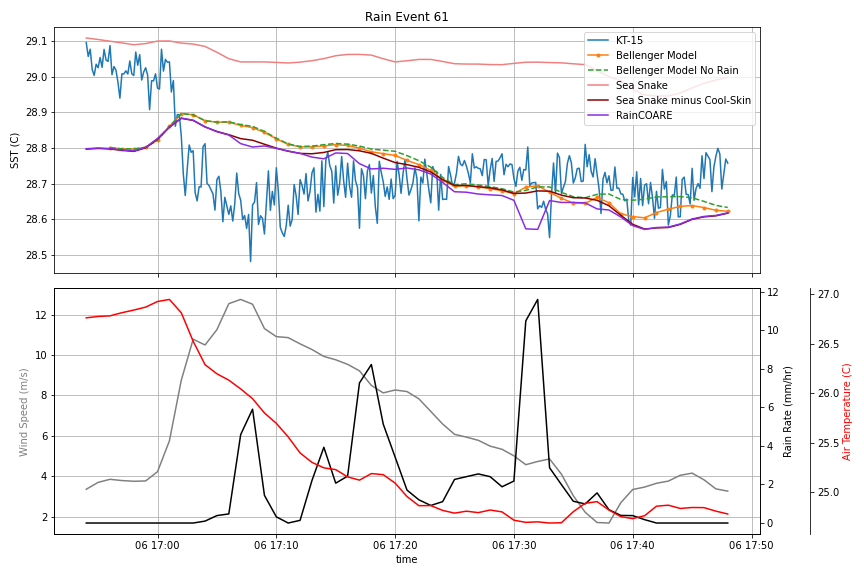 Rain Event 61
29.1
29.0
28.9
28.8
28.7
28.6
28.5
SST (C)
KT-15
Bellenger Model
Bellenger Model No Rain
Sea Snake
Sea Snake minus Cool-Skin
RainCOARE
12
10
8
6
4
2
Wind Speed (m/s)
12
10
8
6
4
2
0
Rain Rate (mm/hr)
27.0
26.5
26.0
25.5
25.0
Air Temperature (C)
06 17:00
06 17:10
06 17:20
06 17:30
06 17:40
06 17:50
time